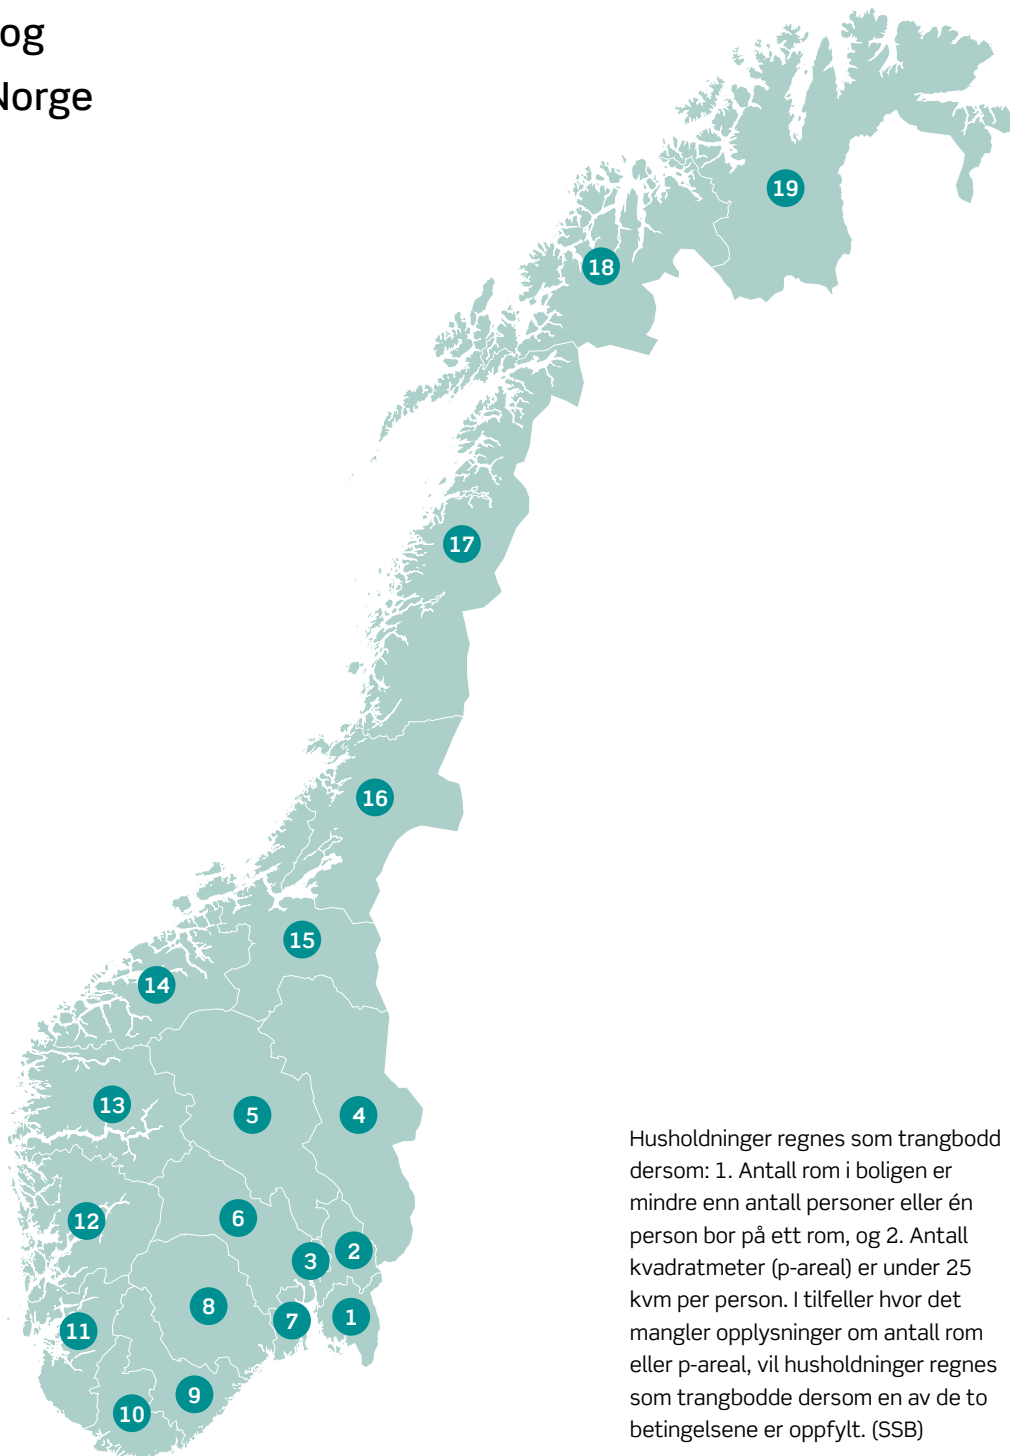 og
Norge
19
18
17
16
15
14
13
5
4
12
6
2
3
8
7
1
11
9
10
Husholdninger regnes som trangbodd
dersom: 1. Antall rom i boligen er
mindre enn antall personer eller én
person bor på ett rom, og 2. Antall
kvadratmeter (p-areal) er under 25
kvm per person. I tilfeller hvor det
mangler opplysninger om antall rom
eller p-areal, vil husholdninger regnes
som trangbodde dersom en av de to
betingelsene er oppfylt. (SSB)